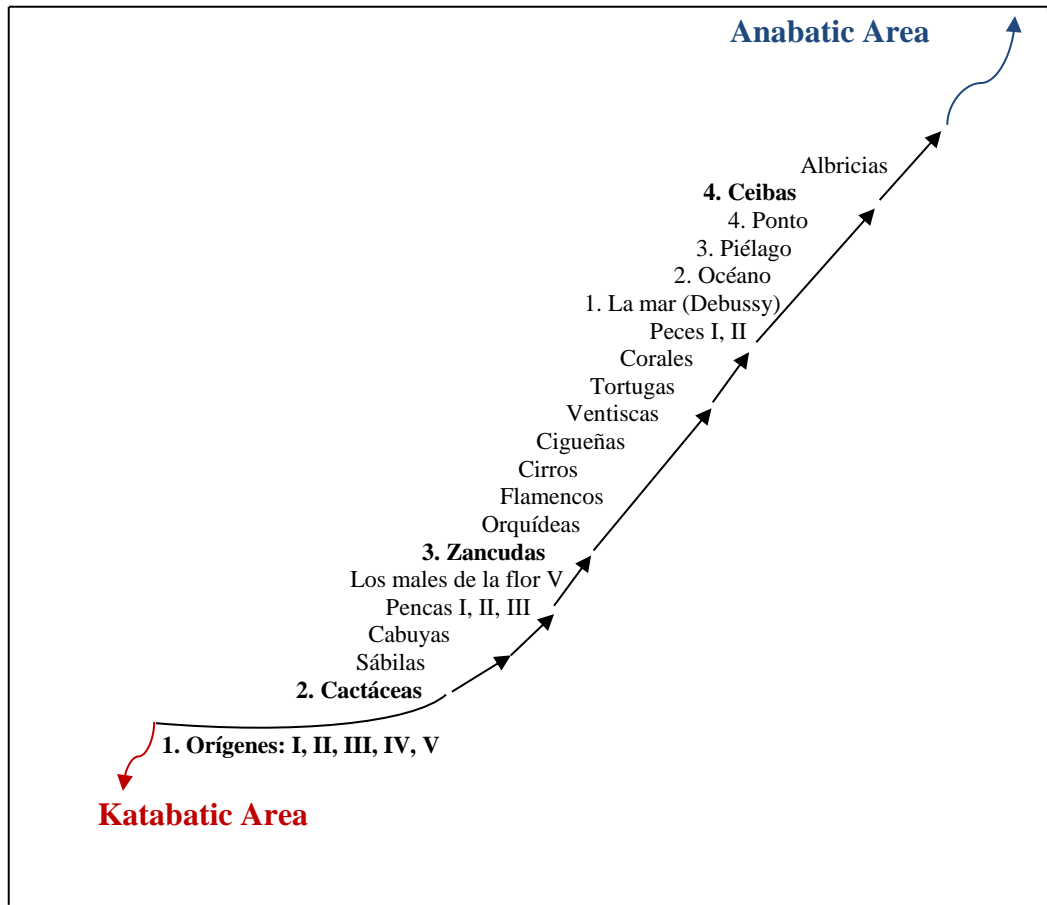 Anabatic Area
Albricias
4. Ceibas
4. Ponto
3. Piélago
2. Océano
1. La mar (Debussy)
Peces I, II
Corales
Tortugas
Ventiscas
Cigueñas
Cirros
Flamencos
Orquídeas
3. Zancudas
Los males de la flor V
Pencas I, II, III
Cabuyas
Sábilas
2. Cactáceas
1. Orígenes: I, II, III, IV, V
Katabatic Area